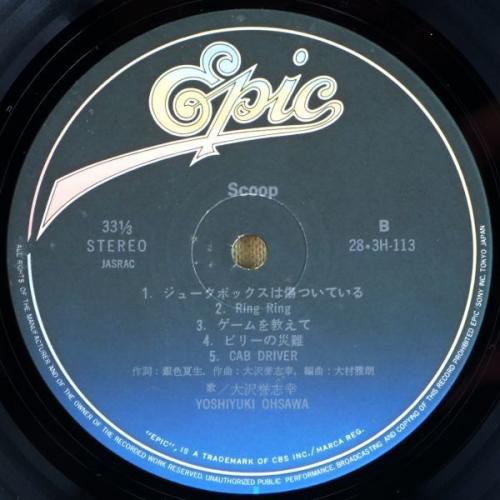 Epic
Scoop
33⅓
STEREO
JASRAC
B
28・3H-113
1. ジュークボックスは傷ついている
2. Ring Ring
3. ゲームを教えて
4. ビリーの災難
5. CAB DRIVER
作詞:銀色夏生, 作曲:大沢誉志幸, 編曲:大村雅朗
歌/大沢誉志幸
YOSHIYUKI OHSAWA
"EPIC", IS A TRADEMARK OF CBS INC./MARCA REG.
ALL RIGHTS OF THE MANUFACTURER AND OF THE OWNER OF THE RECORDED WORK RESERVED. UNAUTHORIZED PUBLIC PERFORMANCE, BROADCASTING AND COPYING OF THIS RECORD PROHIBITED EPIC/SONY INC. TOKYO JAPAN